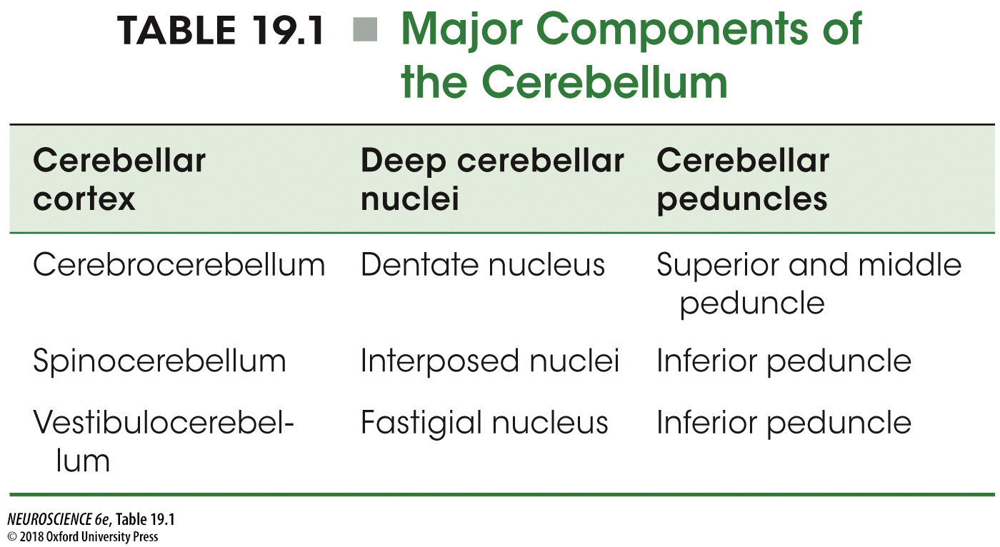 TABLE 19.1 ■ Major Components of
the Cerebellum
Cerebellar cortex
Deep cerebellar nuclei
Cerebellar peduncles
Cerebrocerebellum
Dentate nucleus
Superior and middle
peduncle
Spinocerebellum
Interposed nuclei
Inferior peduncle
Vestibulocerebel-
lum
Fastigial nucleus
Inferior peduncle
NEUROSCIENCE 6e, Table 19.1
© 2018 Oxford University Press